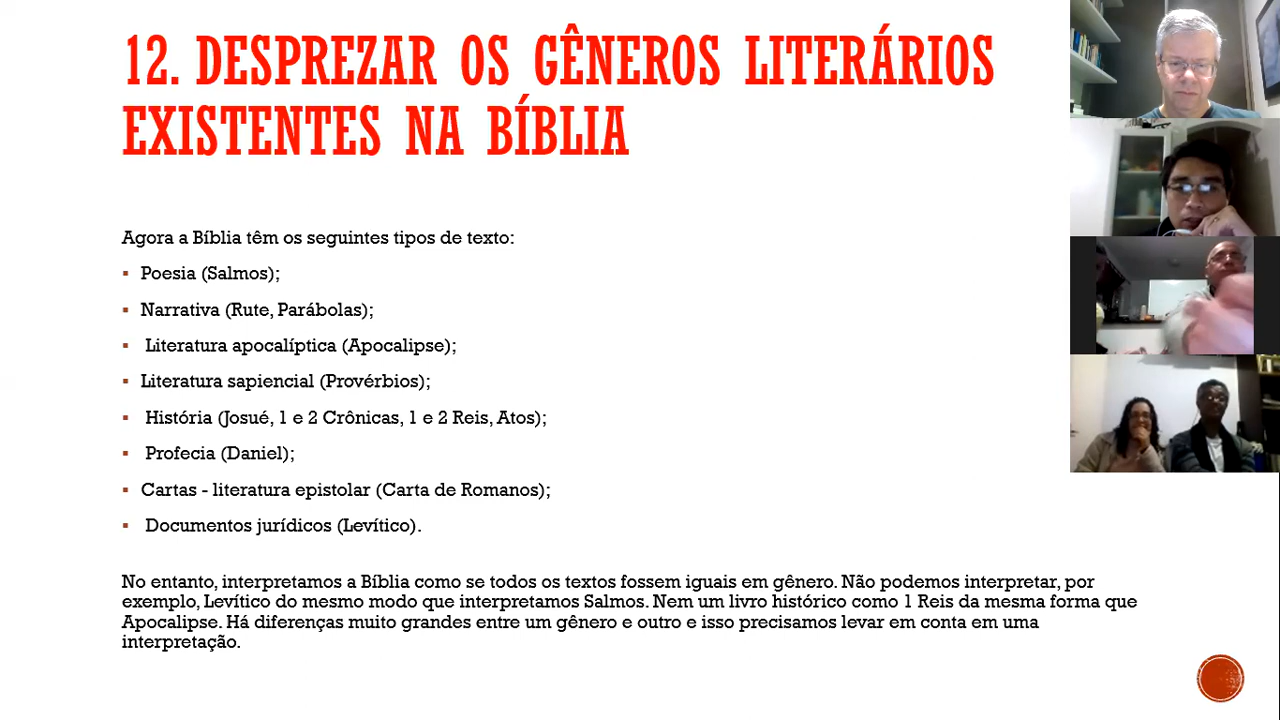 12. DESPREZAR OS GÊNEROS LITERÁRIOS
EXISTENTES NA BÍBLIA
Agora a Bíblia têm os seguintes tipos de texto:
▪ Poesia (Salmos);
▪ Narrativa (Rute, Parábolas);
▪ Literatura apocalíptica (Apocalipse);
▪ Literatura sapiencial (Provérbios);
▪ História (Josué, 1 e 2 Crônicas, 1 e 2 Reis, Atos);
▪ Profecia (Daniel);
▪ Cartas - literatura epistolar (Carta de Romanos);
▪ Documentos jurídicos (Levítico).
No entanto, interpretamos a Bíblia como se todos os textos fossem iguais em gênero. Não podemos interpretar, por
exemplo, Levítico do mesmo modo que interpretamos Salmos. Nem um livro histórico como 1 Reis da mesma forma que
Apocalipse. Há diferenças muito grandes entre um gênero e outro e isso precisamos levar em conta em uma
interpretação.